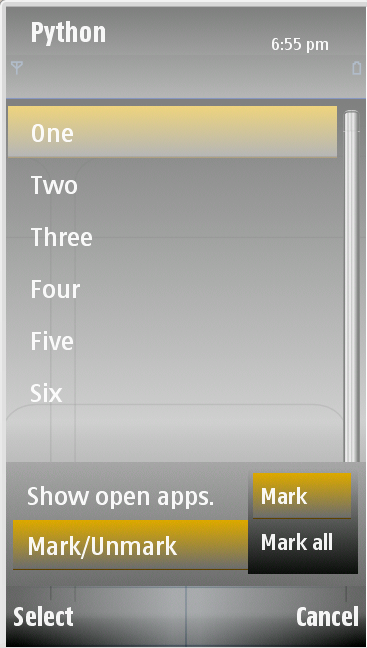 Python
6:55 pm
One
Two
Three
Four
Five
Six
Show open apps.
Mark/Unmark
Mark
Mark all
Select
Cancel